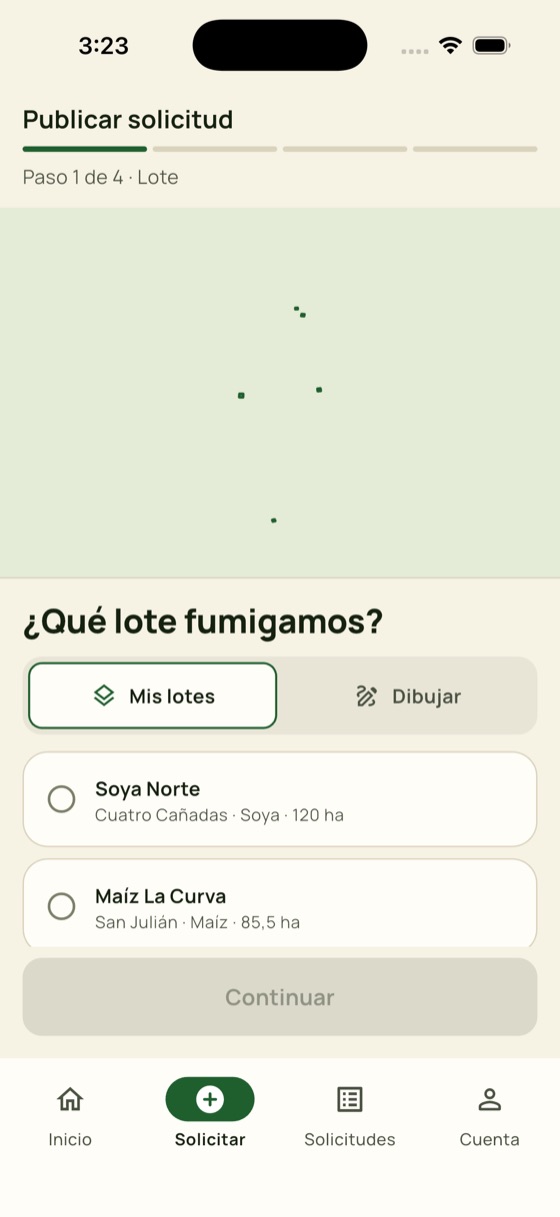 3:23
Publicar solicitud
Paso 1 de 4 · Lote
¿Qué lote fumigamos?
Mis lotes
Dibujar
Soya Norte
Cuatro Cañadas · Soya · 120 ha
Maíz La Curva
San Julián · Maíz · 85,5 ha
Continuar
Inicio
Solicitar
Solicitudes
Cuenta